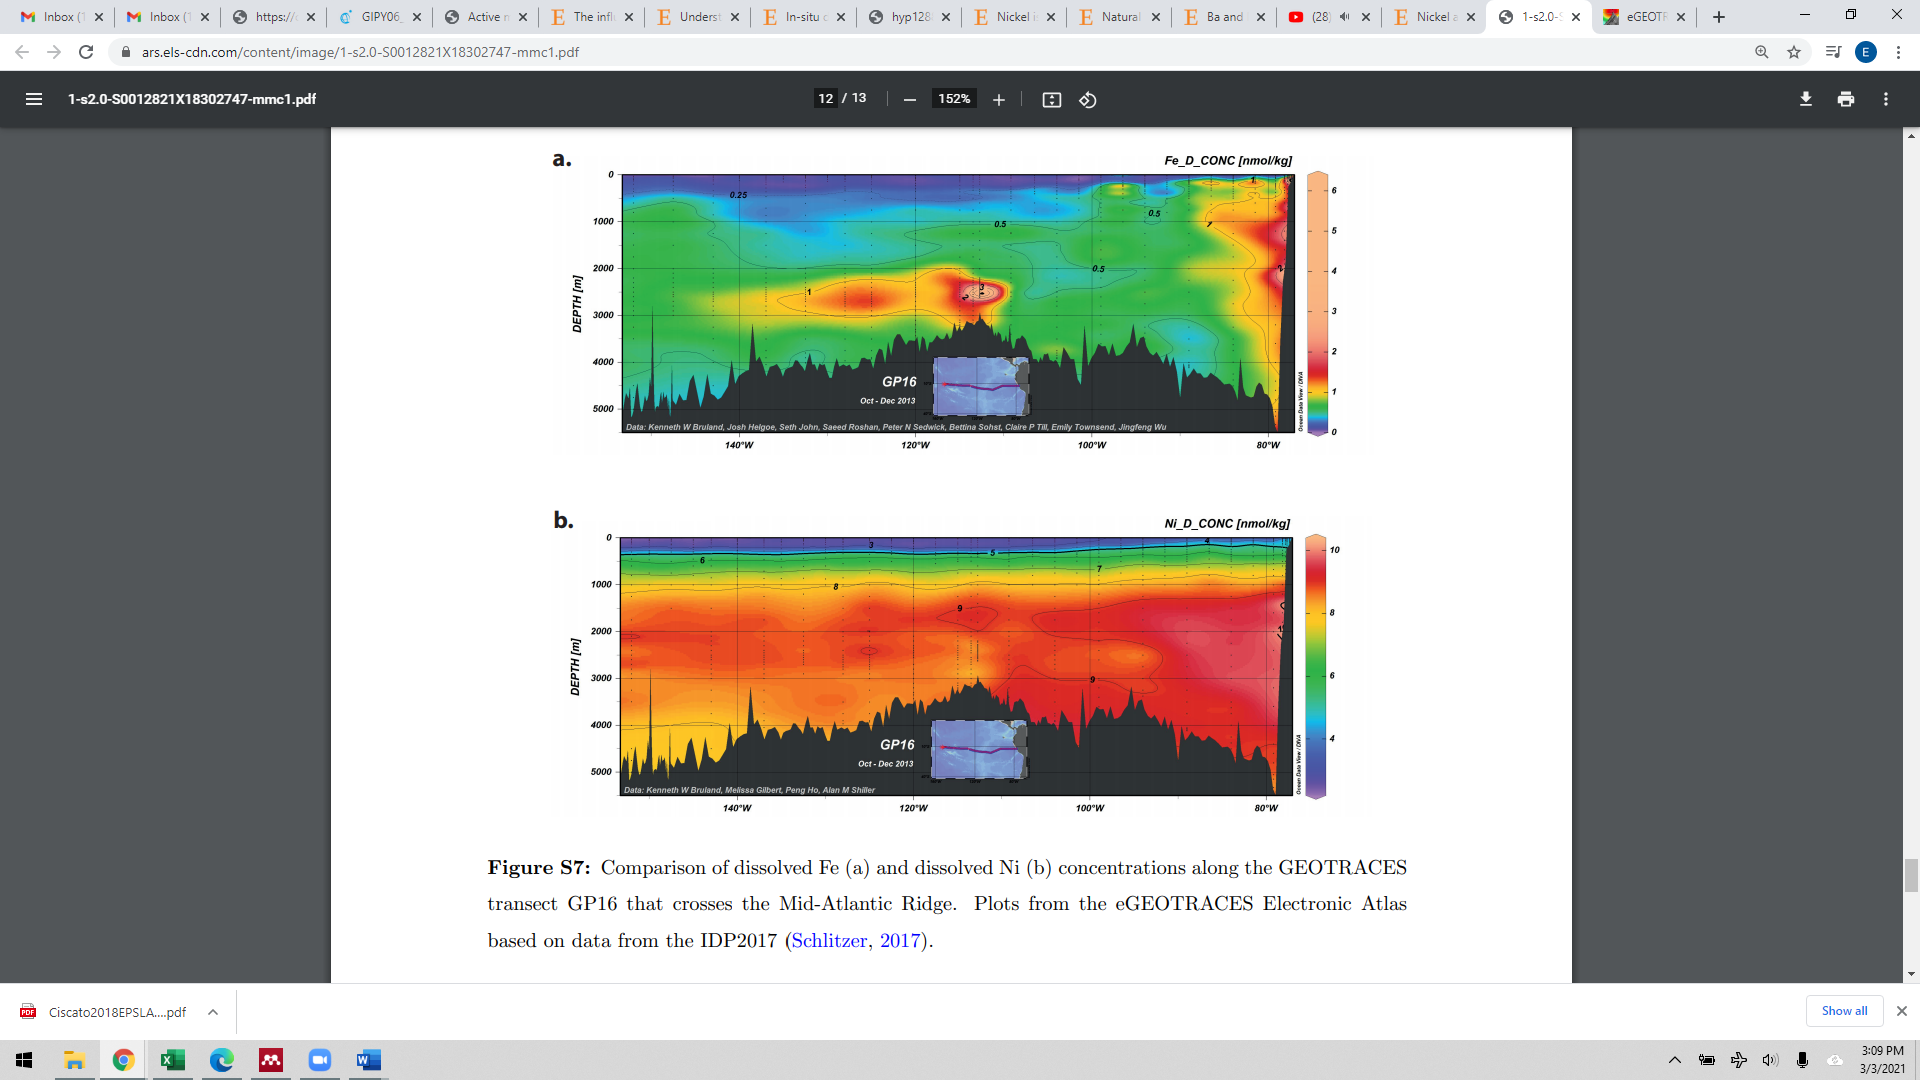 Inbox (1
Inbox (1
https://
GIPY06_
Active n
The infl
Underst
In-situ c
hyp128
Nickel i
Natural
Ba and
(28)
Nickel a
1-s2.0-S
eGEOTR
ars.els-cdn.com/content/image/1-s2.0-S0012821X18302747-mmc1.pdf
E
1-s2.0-S0012821X18302747-mmc1.pdf
12 / 13
152%
a.
Fe_D_CONC [nmol/kg]
0
1000
2000
3000
4000
5000
DEPTH [m]
0.25
0.5
0.5
0.5
1
1
1
2
2
3
GP16
Oct - Dec 2013
Data: Kenneth W Bruland, Josh Helgoe, Seth John, Saeed Roshan, Peter N Sedwick, Bettina Sohst, Claire P Till, Emily Townsend, Jingfeng Wu
140°W
120°W
100°W
80°W
Ocean Data View / DIVA
6
5
4
3
2
1
0
b.
Ni_D_CONC [nmol/kg]
0
1000
2000
3000
4000
5000
DEPTH [m]
3
4
5
6
7
8
9
9
GP16
Oct - Dec 2013
Data: Kenneth W Bruland, Melissa Gilbert, Peng Ho, Alan M Shiller
140°W
120°W
100°W
80°W
Ocean Data View / DIVA
10
8
6
4
Figure S7: Comparison of dissolved Fe (a) and dissolved Ni (b) concentrations along the GEOTRACES
transect GP16 that crosses the Mid-Atlantic Ridge. Plots from the eGEOTRACES Electronic Atlas
based on data from the IDP2017 (Schlitzer, 2017).
PDF
Ciscato2018EPSLA....pdf
Show all
3:09 PM
3/3/2021